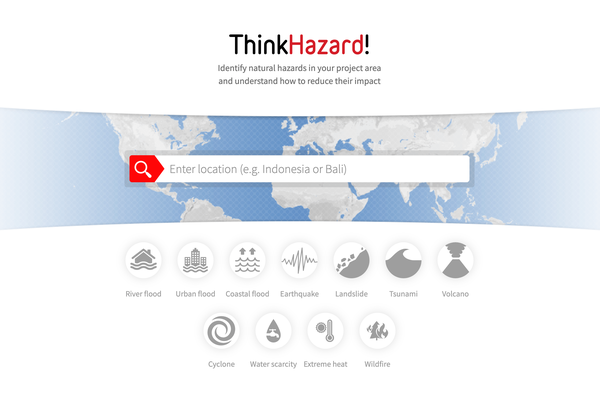 ThinkHazard!
Identify natural hazards in your project area
and understand how to reduce their impact
Enter location (e.g. Indonesia or Bali)
River flood Urban flood Coastal flood Earthquake Landslide Tsunami Volcano
Cyclone Water scarcity Extreme heat Wildfire